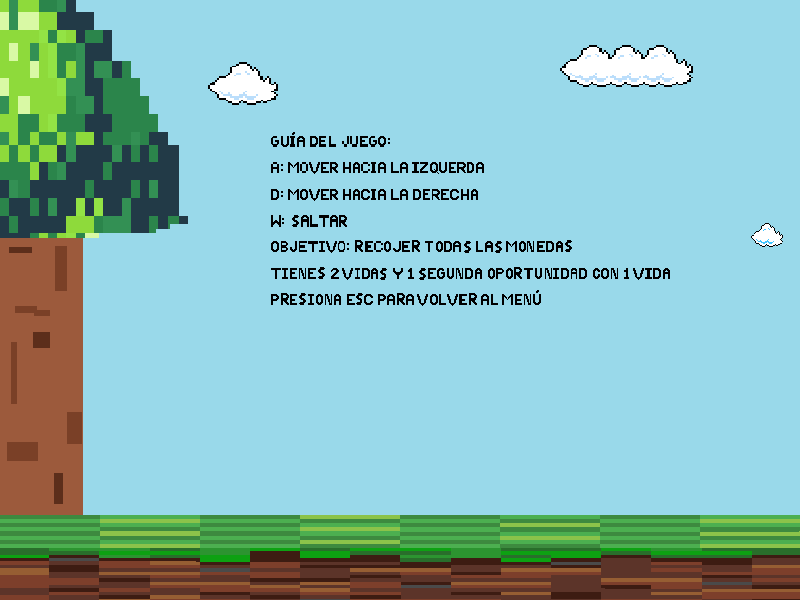 GUÍA DEL JUEGO:
A: MOVER HACIA LA IZQUERDA
D: MOVER HACIA LA DERECHA
W: SALTAR
OBJETIVO: RECOJER TODAS LAS MONEDAS
TIENES 2 VIDAS Y 1 SEGUNDA OPORTUNIDAD CON 1 VIDA
PRESIONA ESC PARA VOLVER AL MENÚ